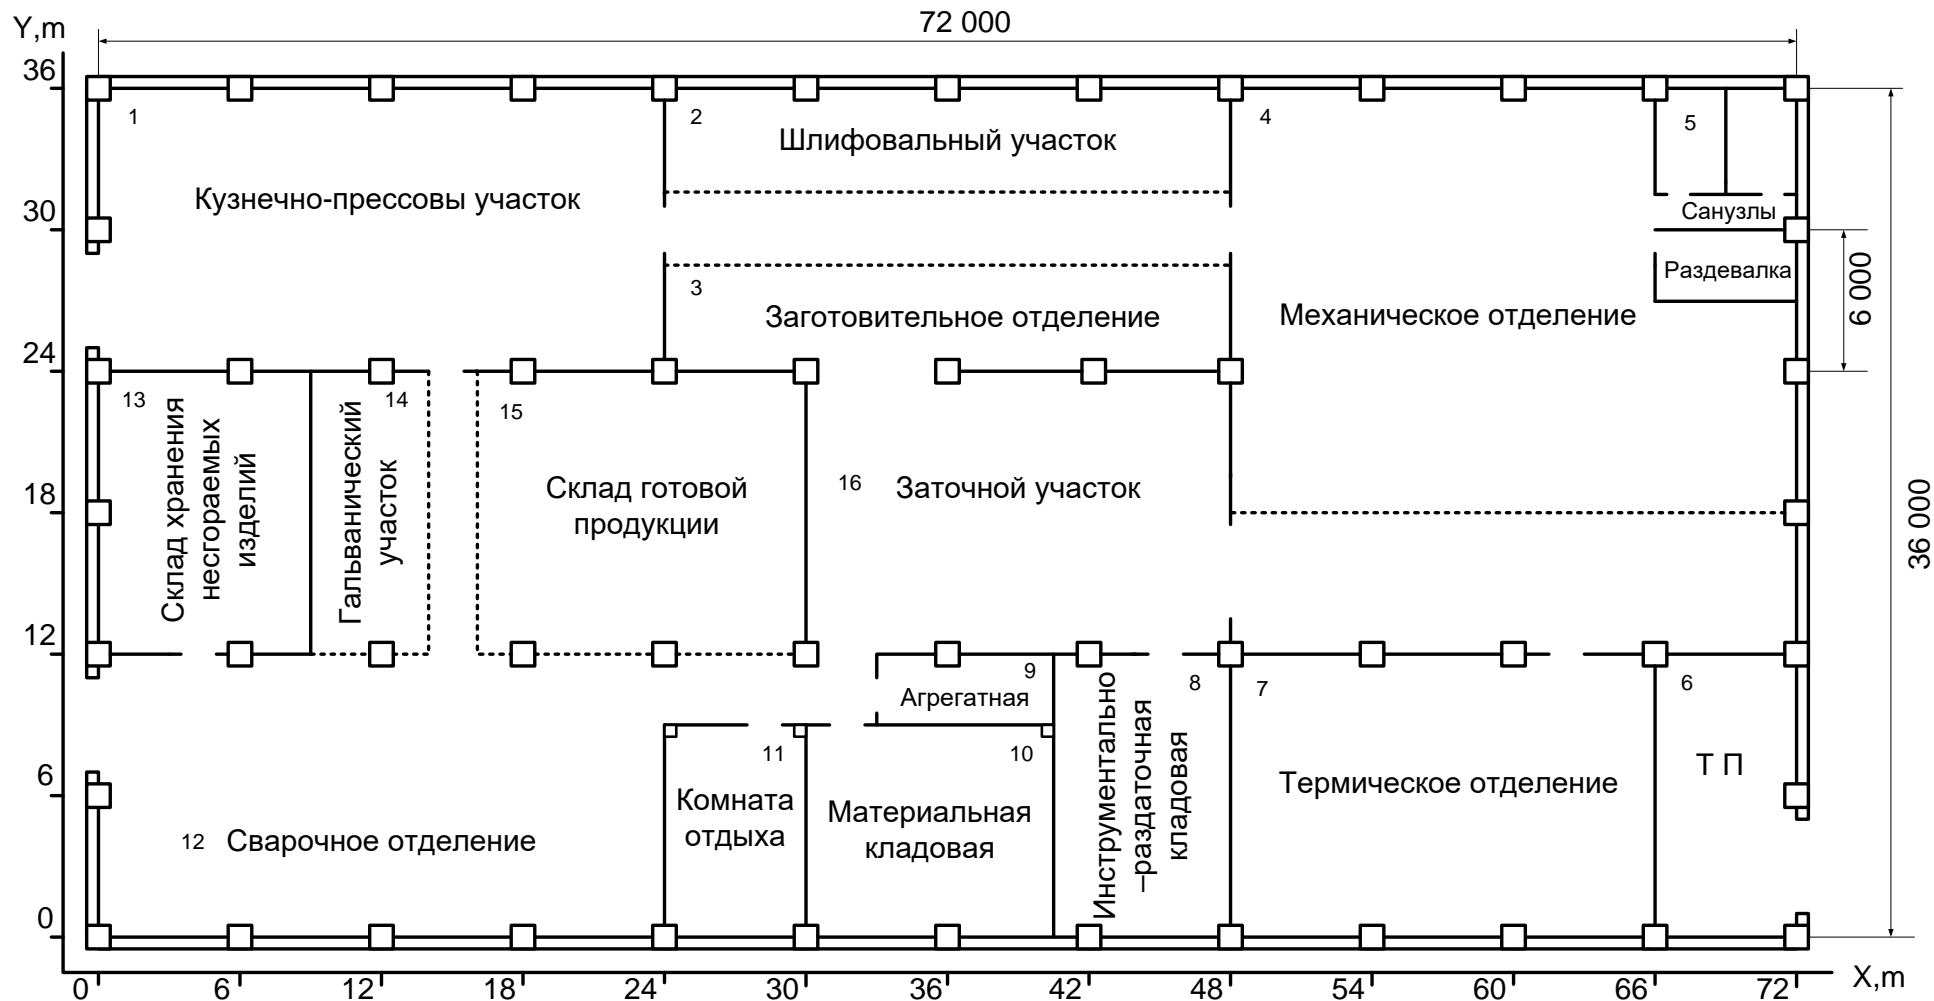 72 000
Y,m
36
1
2
4
5
Шлифовальный участок
Кузнечно-прессовы участок
30
Санузлы
Раздевалка
6 000
3
Заготовительное отделение
Механическое отделение
24
13
14
15
Склад хранения
несгораемых
изделий
Гальванический
участок
Склад готовой
продукции
16
Заточной участок
18
36 000
12
9
8
7
6
Агрегатная
Инструментально
–раздаточная
кладовая
11
10
Т П
6
Термическое отделение
Комната
отдыха
Материальная
кладовая
12
Сварочное отделение
0
0
6
12
18
24
30
36
42
48
54
60
66
72
X,m